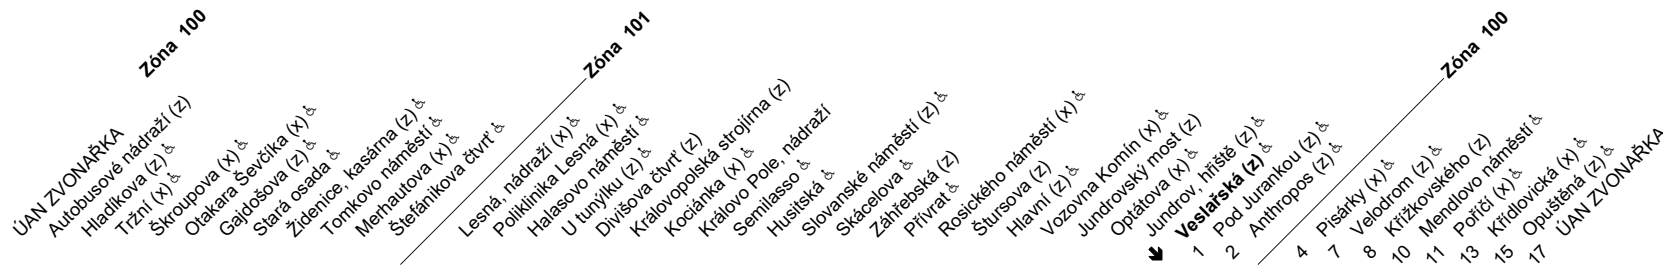 Zóna 100
ÚAN ZVONAŘKA
Autobusové nádraží (z)
Hladíkova (z) ♿
Tržní (x) ♿
Škroupova (x) ♿
Otakara Ševčíka (x) ♿
Gajdošova (z) ♿
Stará osada ♿
Židenice, kasárna (z) ♿
Tomkovo náměstí ♿
Merhautova (x) ♿
Štefánikova čtvrť ♿
Zóna 101
Lesná, nádraží (x) ♿
Poliklinika Lesná (x) ♿
Halasovo náměstí ♿
U tunýlku (z) ♿
Divišova čtvrť (z)
Královopolská strojírna (z)
Kociánka (x) ♿
Královo Pole, nádraží
Semilasso ♿
Husitská ♿
Slovanské náměstí (z) ♿
Skácelova ♿
Záhřebská (z)
Přívrat ♿
Rosického náměstí (x) ♿
Štursova (z)
Hlavní (z) ♿
Vozovna Komín (x) ♿
Jundrovský most (z)
Optátova (x) ♿
Jundrov, hřiště (z) ♿
Veslařská (z) ♿
1 Pod Jurankou (z) ♿
2 Anthropos (z) ♿
Zóna 100
4 Pisárky (x) ♿
7 Velodrom (z) ♿
8 Křížkovského (z)
10 Mendlovo náměstí ♿
11 Poříčí (x) ♿
13 Křídlovická (x) ♿
15 Opuštěná (z) ♿
17 ÚAN ZVONAŘKA